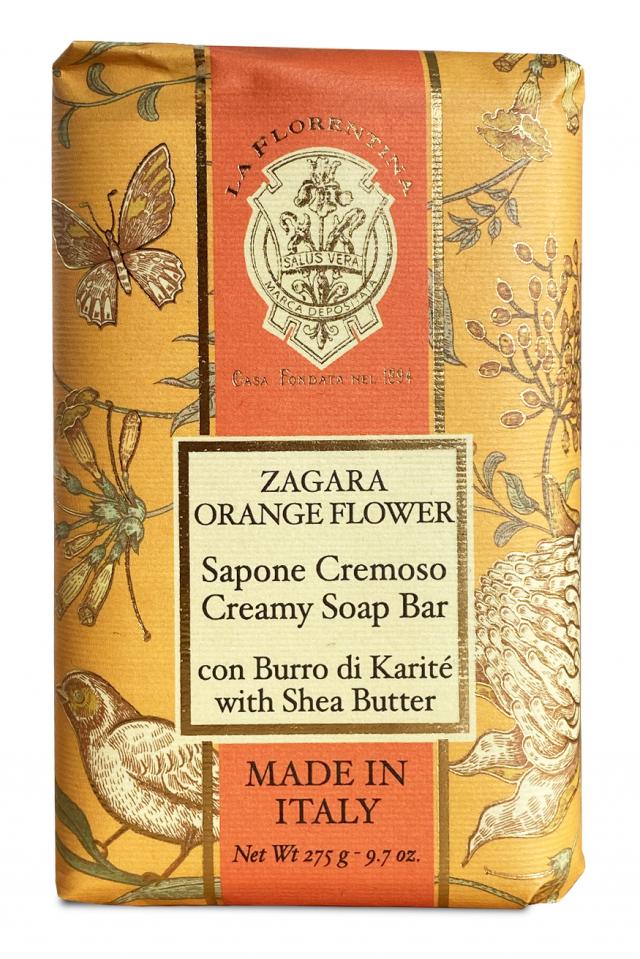 LA FLORENTINA
SALUS VERA
MARCA DEPOSITATA
CASA FONDATA NEL 1894
ZAGARA
ORANGE FLOWER
Sapone Cremoso
Creamy Soap Bar
con Burro di Karité
with Shea Butter
MADE IN
ITALY
Net Wt 275 g - 9.7 oz.